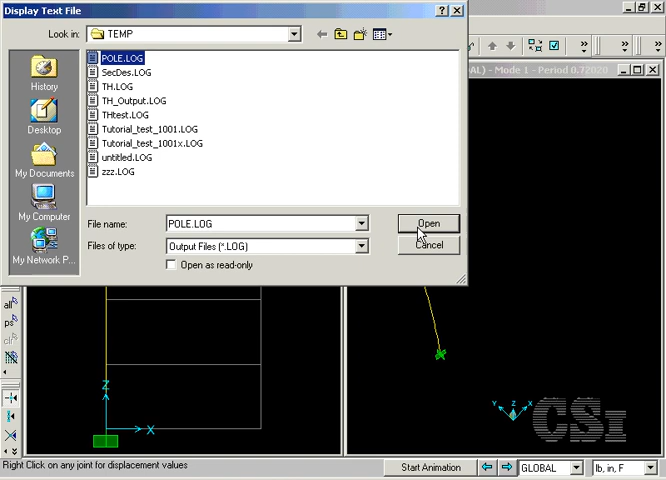 Display Text File
Look in: TEMP
POLE.LOG
SecDes.LOG
TH.LOG
TH_Output.LOG
THtest.LOG
Tutorial_test_1001.LOG
Tutorial_test_1001x.LOG
untitled.LOG
zzz.LOG
History
Desktop
My Documents
My Computer
My Network P...
File name: POLE.LOG
Open
Files of type: Output Files (*.LOG)
Cancel
Open as read-only
AL) - Mode 1 - Period 0.72020
all
ps
clr
Z
X
Y Z X
CSI
Right Click on any joint for displacement values
Start Animation
GLOBAL
lb, in, F